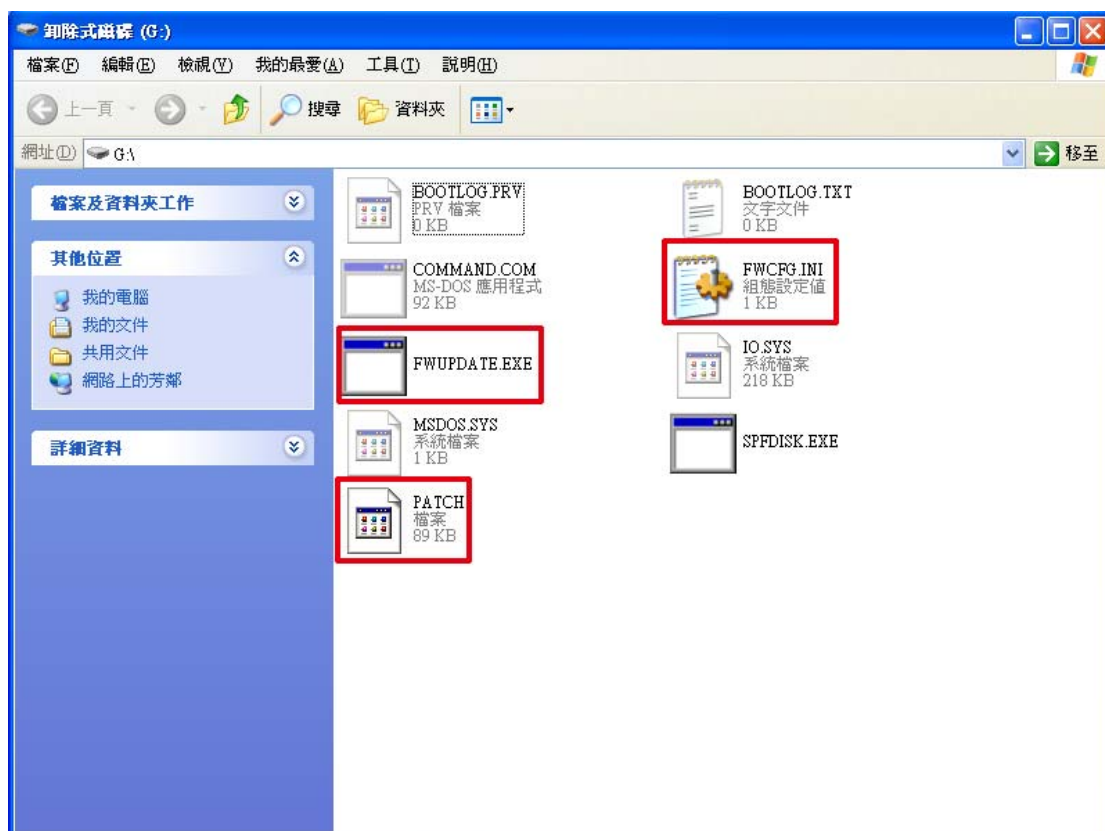 卸除式磁碟 (G:)
檔案(F) 編輯(E) 檢視(V) 我的最愛(A) 工具(T) 說明(H)
上一頁 搜尋 資料夾
網址(D) G:\ 移至
檔案及資料夾工作
其他位置
我的電腦
我的文件
共用文件
網路上的芳鄰
詳細資料
BOOTLOG.PRV
PRV 檔案
0 KB
BOOTLOG.TXT
文字文件
0 KB
COMMAND.COM
MS-DOS 應用程式
92 KB
FWCFG.INI
組態設定值
1 KB
FWUPDATE.EXE
IO.SYS
系統檔案
218 KB
MSDOS.SYS
系統檔案
1 KB
SPFDISK.EXE
PATCH
檔案
89 KB